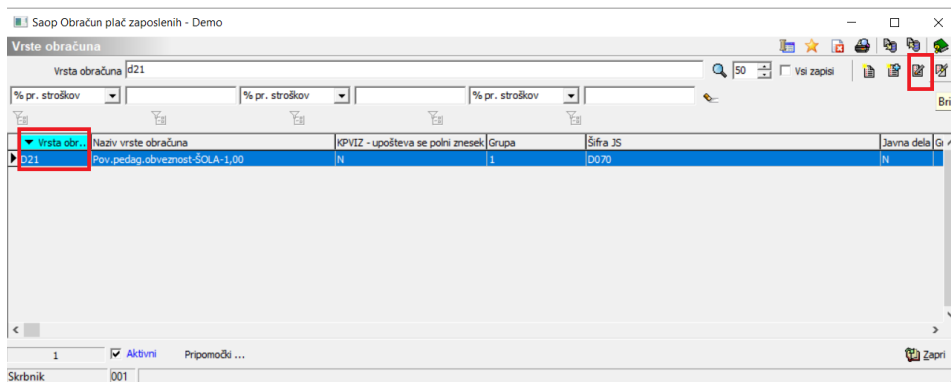 Saop Obračun plač zaposlenih - Demo
Vrste obračuna
Vrsta obračuna d21 50 Vsi zapisi
% pr. stroškov % pr. stroškov % pr. stroškov
Bri
Vrsta obr.. Naziv vrste obračuna KPVIZ - upošteva se polni znesek Grupa Šifra JS Javna dela
D21 Pov.pedag.obveznost-ŠOLA-1,00 N 1 D070 N
1 Aktivni Pripomočki ... Zapri
Skrbnik 001